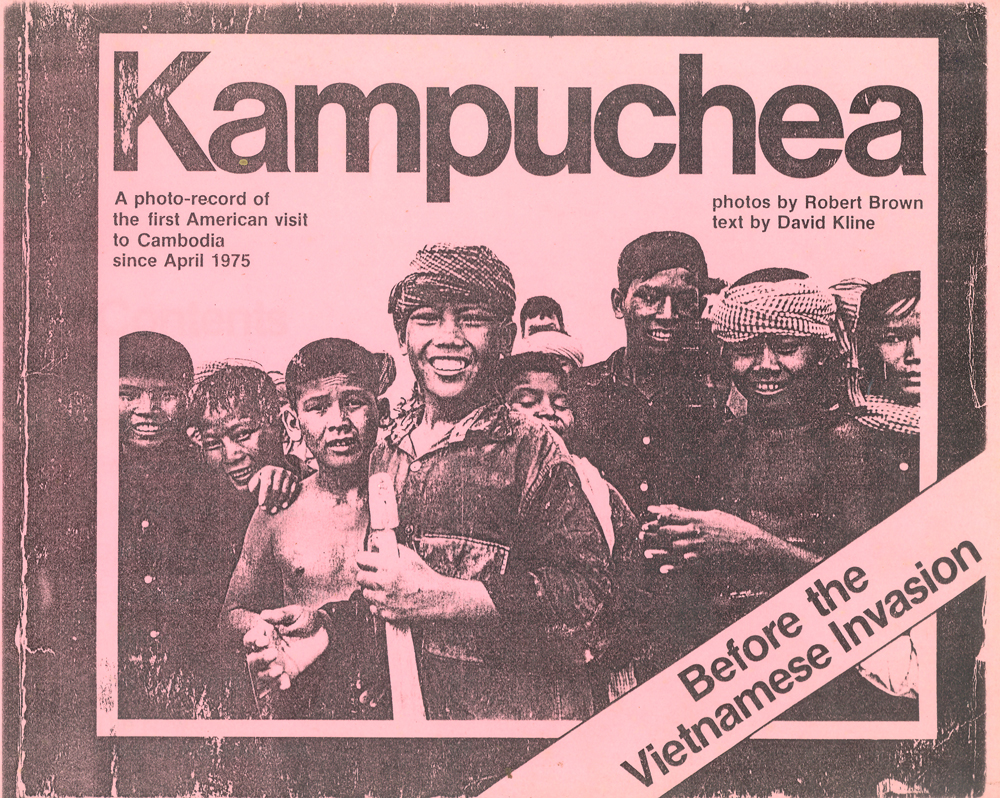 Kampuchea
A photo-record of
the first American visit
to Cambodia
since April 1975
photos by Robert Brown
text by David Kline
Before the
Vietnamese Invasion